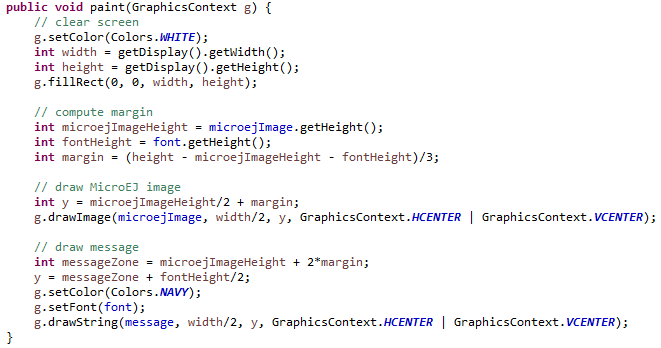 public void paint(GraphicsContext g) {
    // clear screen
    g.setColor(Colors.WHITE);
    int width = getDisplay().getWidth();
    int height = getDisplay().getHeight();
    g.fillRect(0, 0, width, height);

    // compute margin
    int microejImageHeight = microejImage.getHeight();
    int fontHeight = font.getHeight();
    int margin = (height - microejImageHeight - fontHeight)/3;

    // draw MicroEJ image
    int y = microejImageHeight/2 + margin;
    g.drawImage(microejImage, width/2, y, GraphicsContext.HCENTER | GraphicsContext.VCENTER);

    // draw message
    int messageZone = microejImageHeight + 2*margin;
    y = messageZone + fontHeight/2;
    g.setColor(Colors.NAVY);
    g.setFont(font);
    g.drawString(message, width/2, y, GraphicsContext.HCENTER | GraphicsContext.VCENTER);
}